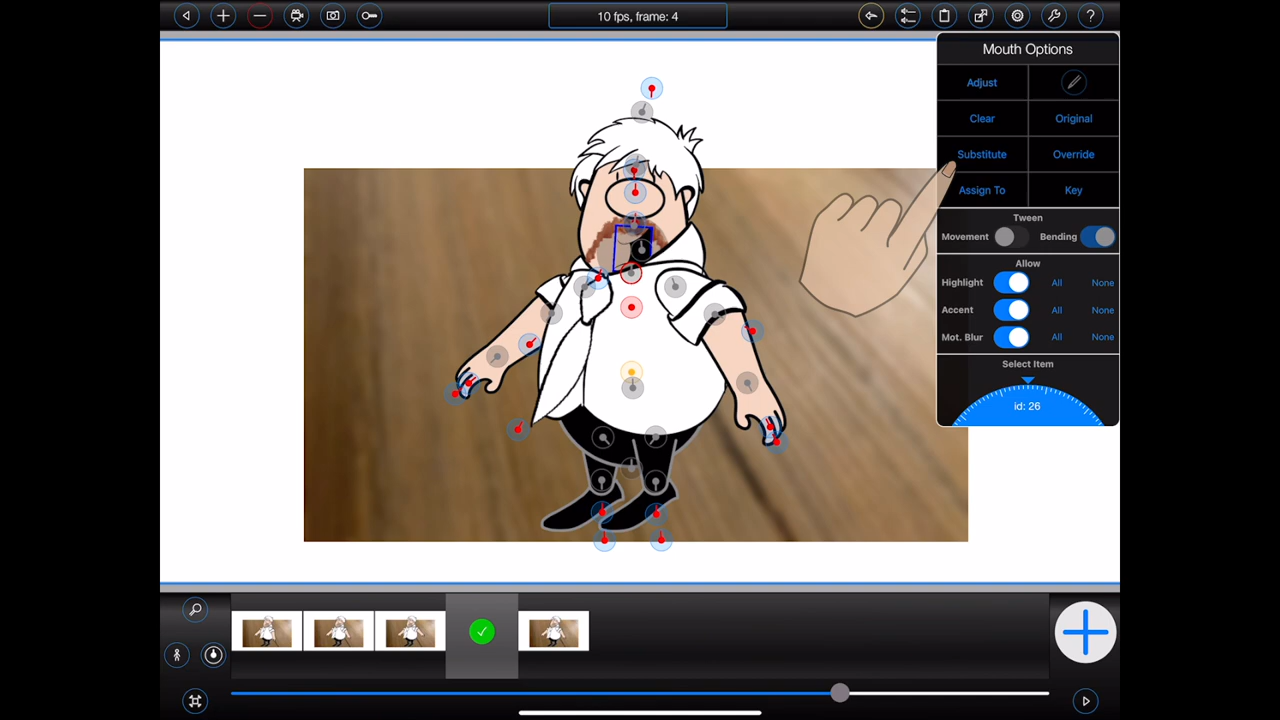 10 fps, frame: 4
?
Mouth Options
Adjust
Clear Original
Substitute Override
Assign To Key
Tween
Movement Bending
Allow
Highlight All None
Accent All None
Mot. Blur All None
Select Item
id: 26